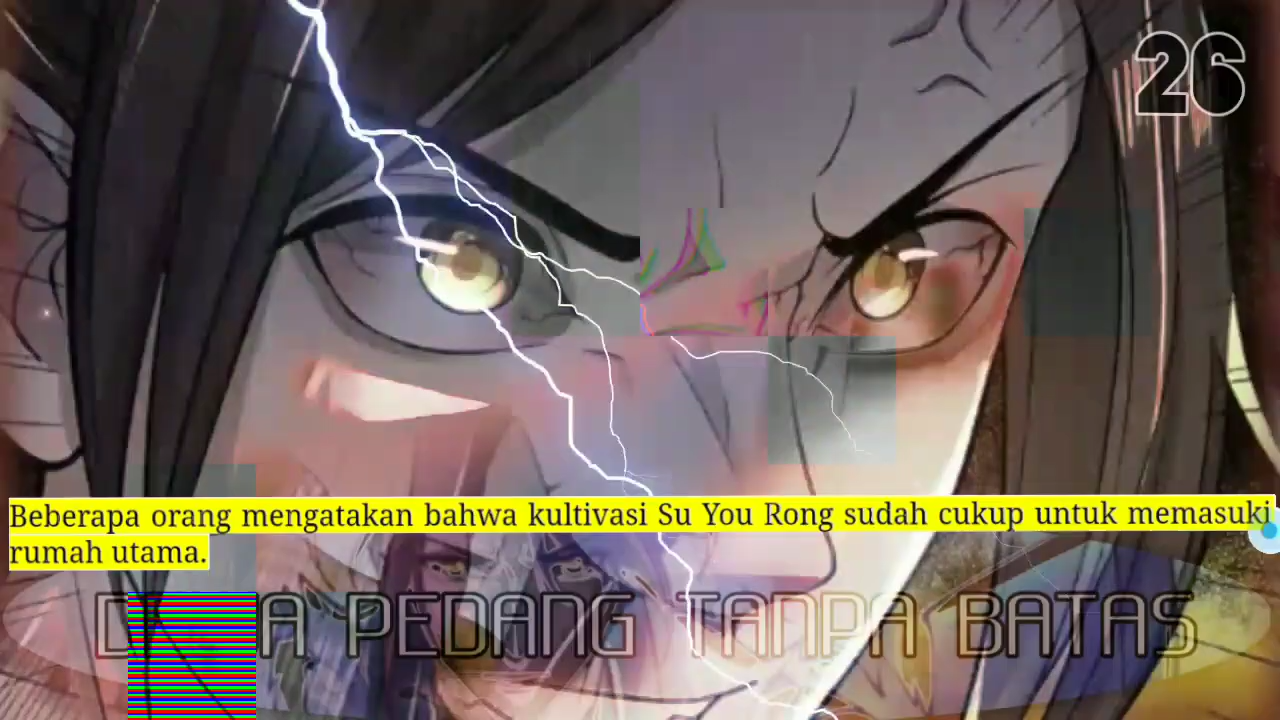 26
Beberapa orang mengatakan bahwa kultivasi Su You Rong sudah cukup untuk memasuki
rumah utama.
PEDANG TANPA BATAS